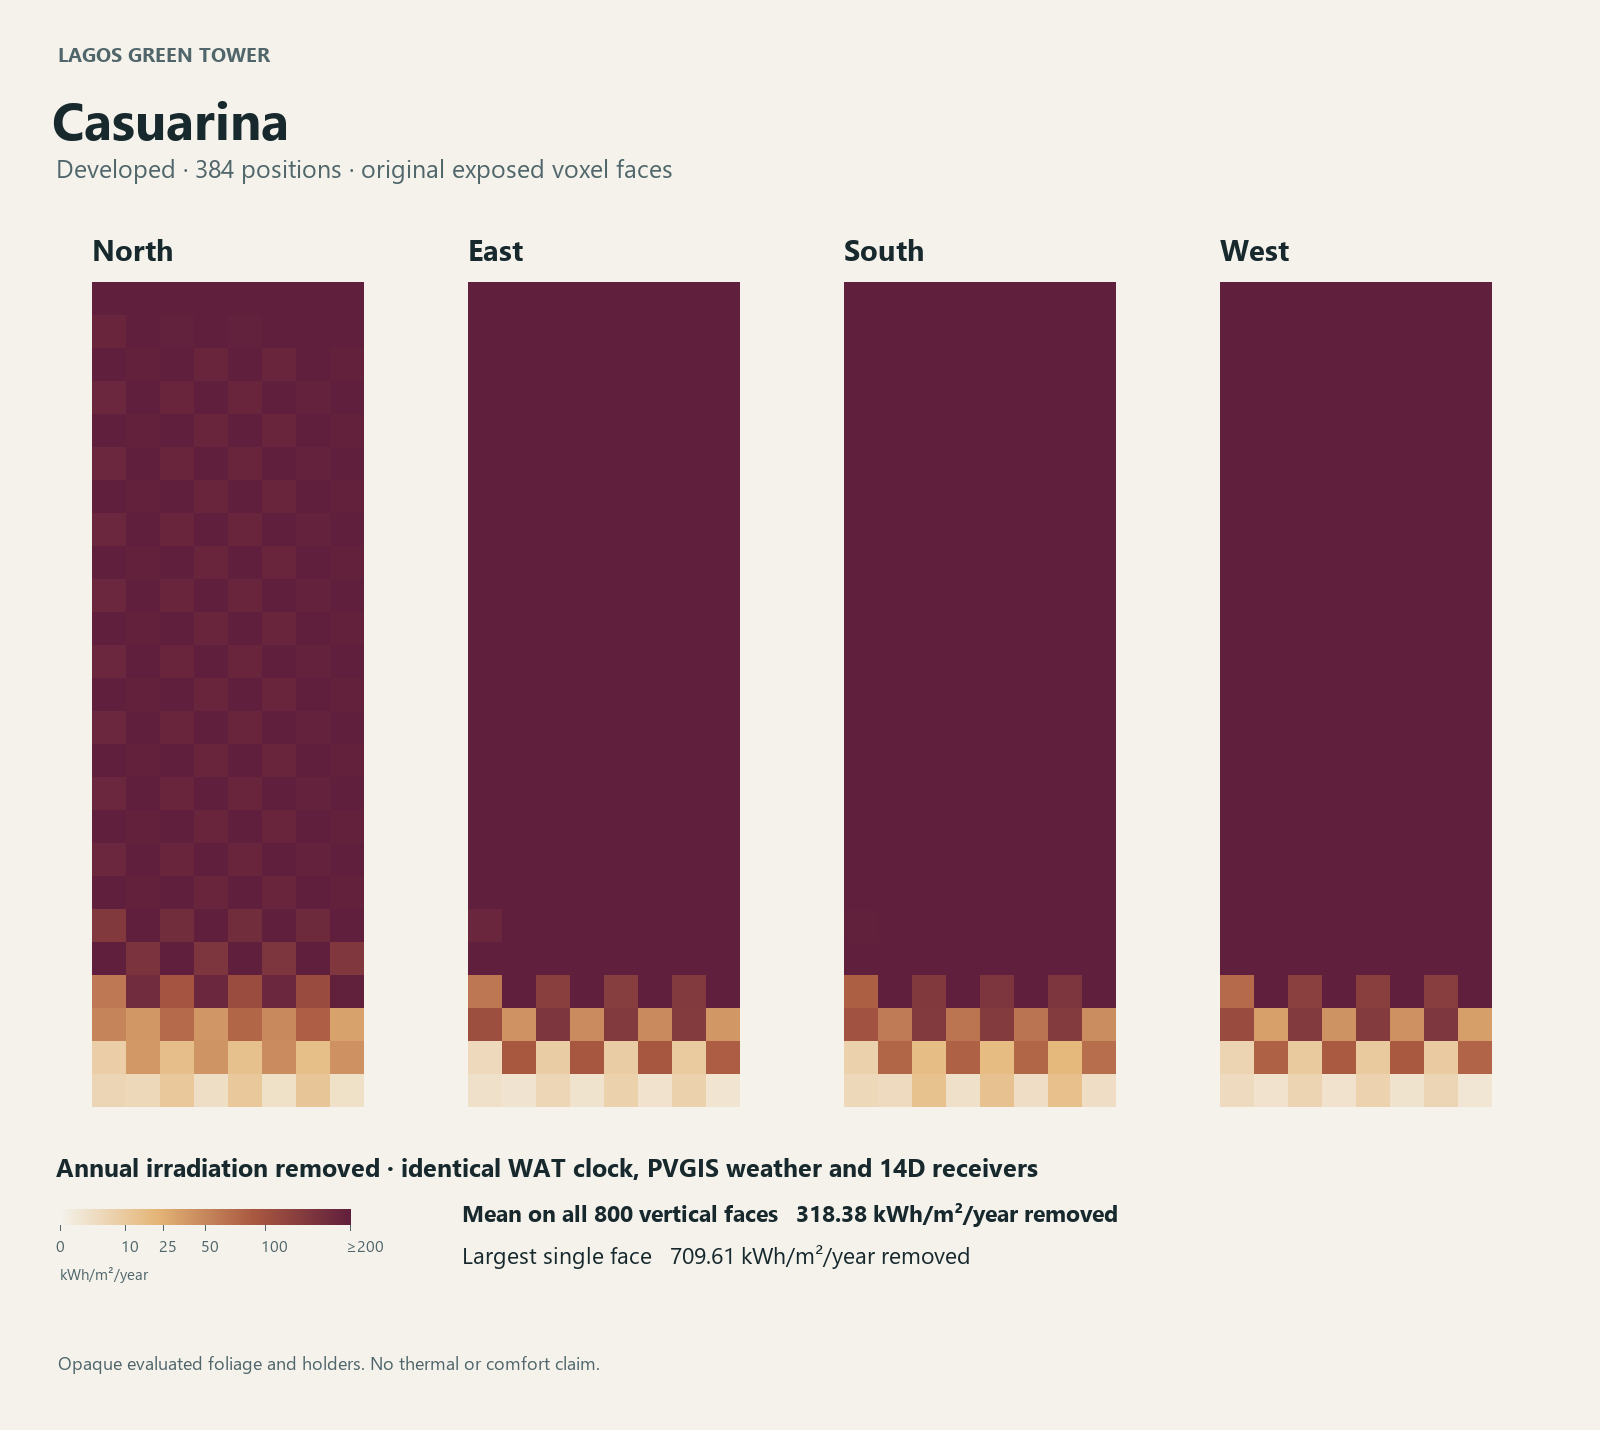 LAGOS GREEN TOWER
Casuarina
Developed · 384 positions · original exposed voxel faces
North East South West
Annual irradiation removed · identical WAT clock, PVGIS weather and 14D receivers
Mean on all 800 vertical faces 318.38 kWh/m²/year removed
0 10 25 50 100 ≥200
Largest single face 709.61 kWh/m²/year removed
kWh/m²/year
Opaque evaluated foliage and holders. No thermal or comfort claim.